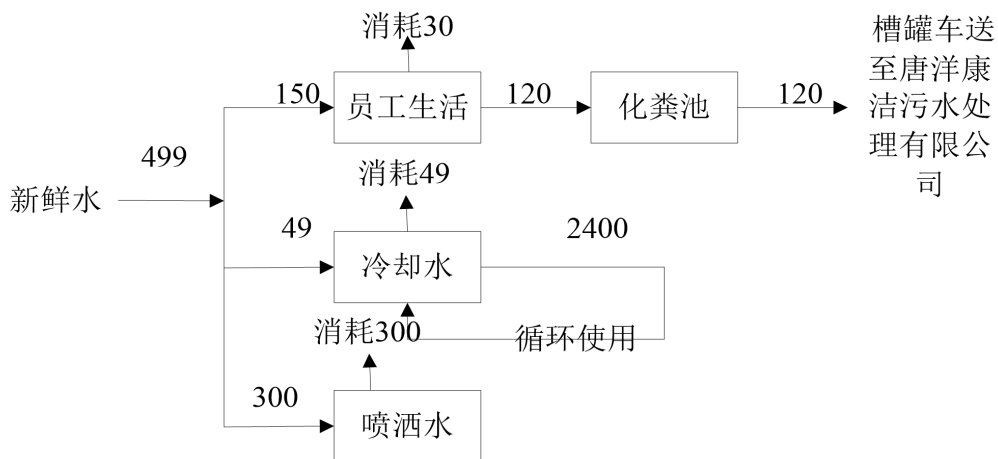 消耗30
槽罐车送
至唐洋康
洁污水处
理有限公
司
150
员工生活
120
化粪池
120
499
新鲜水
消耗49
49
冷却水
2400
消耗300
循环使用
300
喷洒水